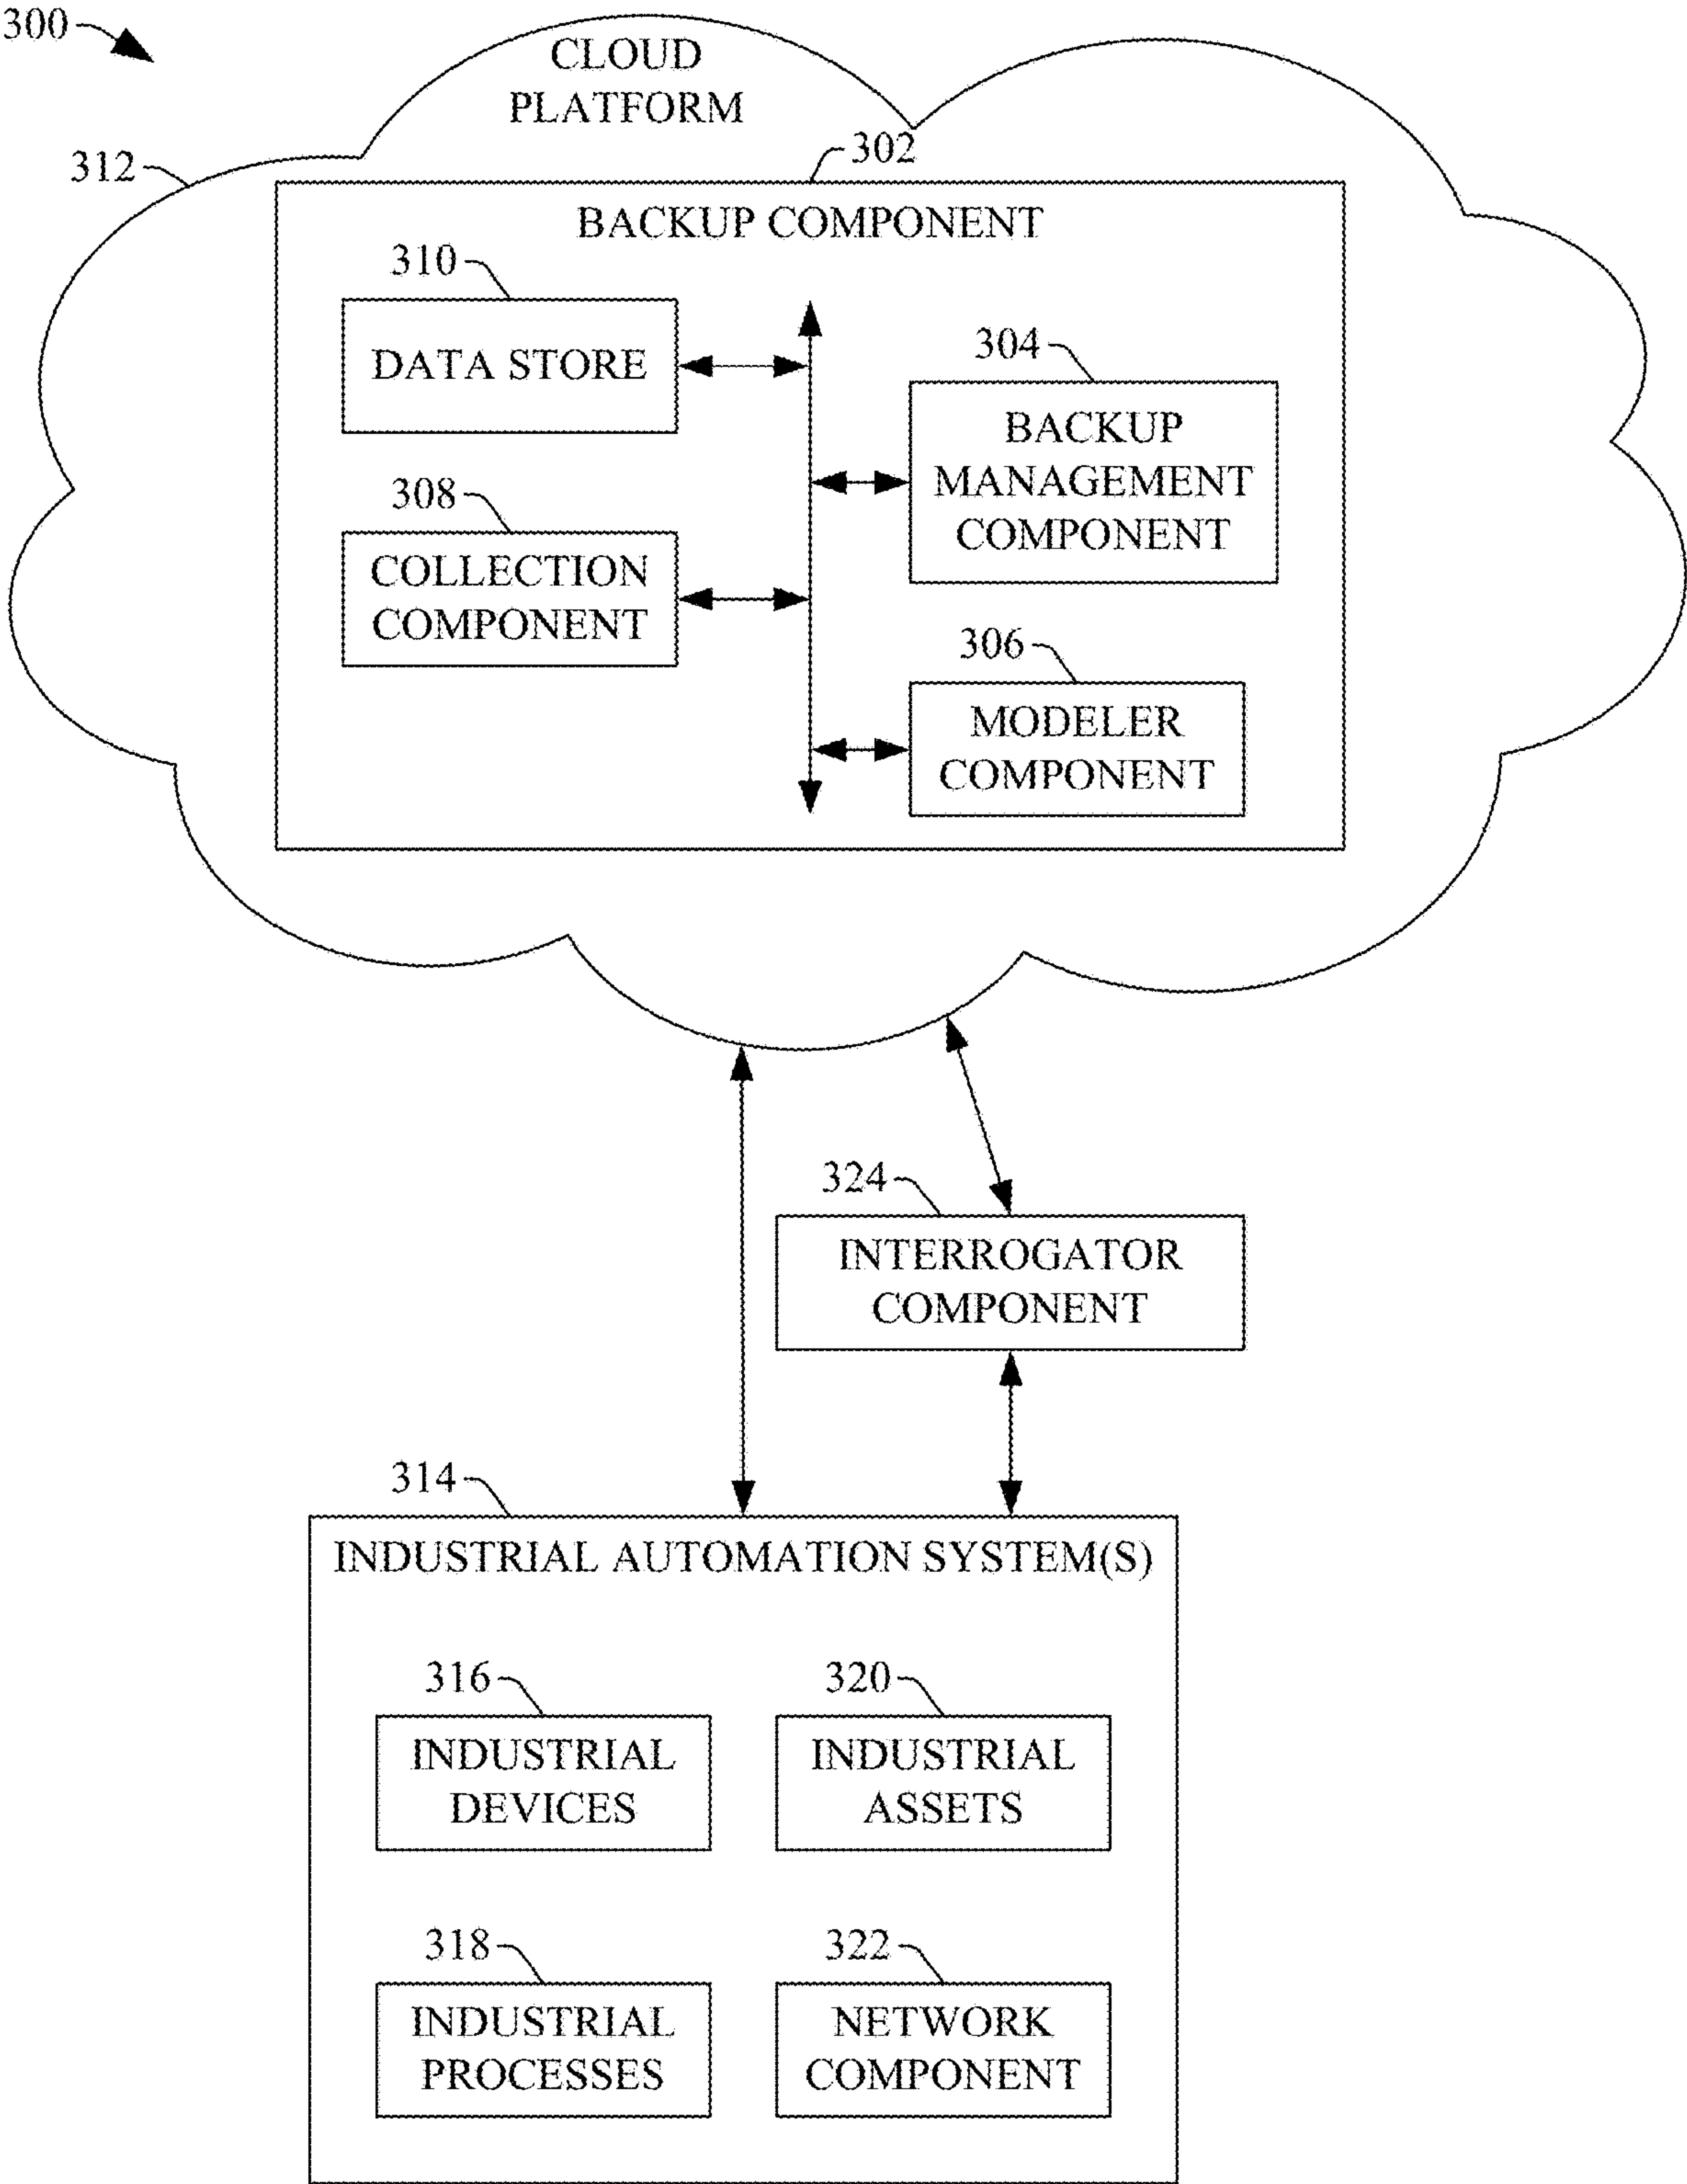 300
CLOUD
PLATFORM
312
302
BACKUP COMPONENT
310
DATA STORE
304
BACKUP
MANAGEMENT
COMPONENT
308
COLLECTION
COMPONENT
306
MODELER
COMPONENT
324
INTERROGATOR
COMPONENT
314
INDUSTRIAL AUTOMATION SYSTEM(S)
316
INDUSTRIAL
DEVICES
320
INDUSTRIAL
ASSETS
318
INDUSTRIAL
PROCESSES
322
NETWORK
COMPONENT